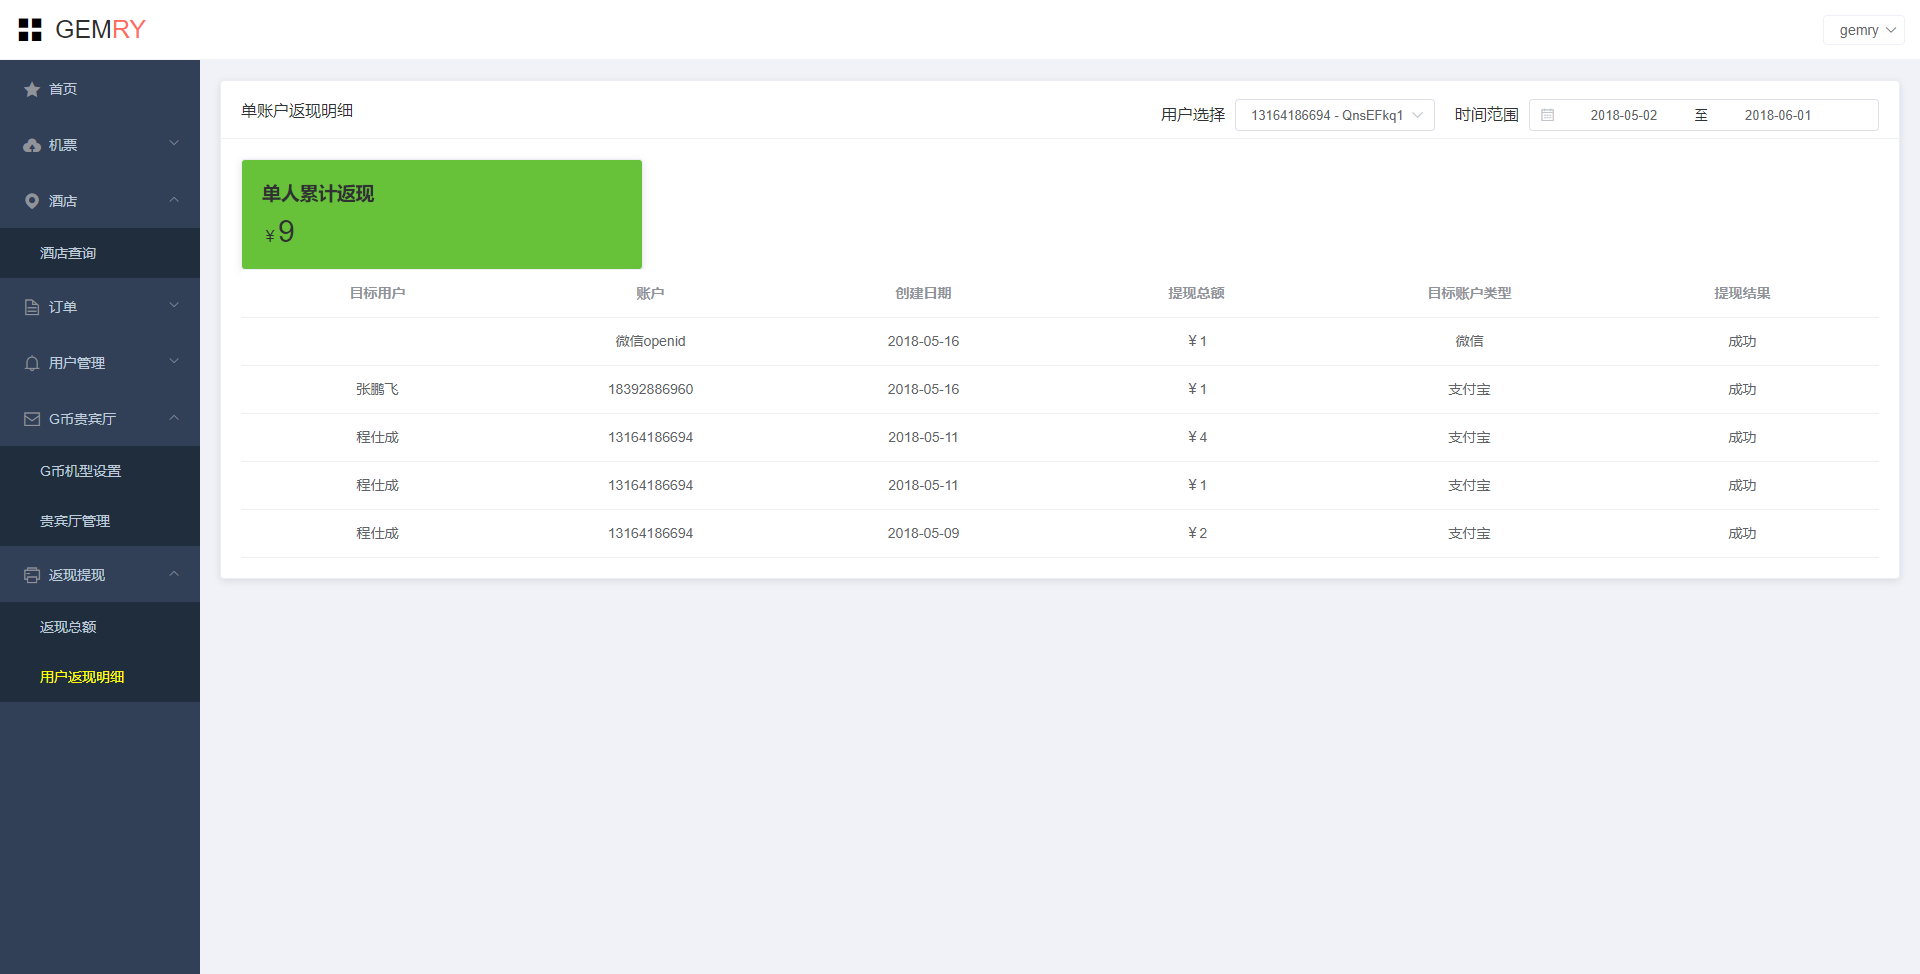 GEMRY
gemry
首页
机票
酒店
酒店查询
订单
用户管理
G币贵宾厅
G币机型设置
贵宾厅管理
返现提现
返现总额
用户返现明细
单账户返现明细
用户选择 13164186694 - QnsEFkq1 时间范围 2018-05-02 至 2018-06-01
单人累计返现
¥ 9
目标用户 账户 创建日期 提现总额 目标账户类型 提现结果
微信openid 2018-05-16 ¥ 1 微信 成功
张鹏飞 18392886960 2018-05-16 ¥ 1 支付宝 成功
程仕成 13164186694 2018-05-11 ¥ 4 支付宝 成功
程仕成 13164186694 2018-05-11 ¥ 1 支付宝 成功
程仕成 13164186694 2018-05-09 ¥ 2 支付宝 成功